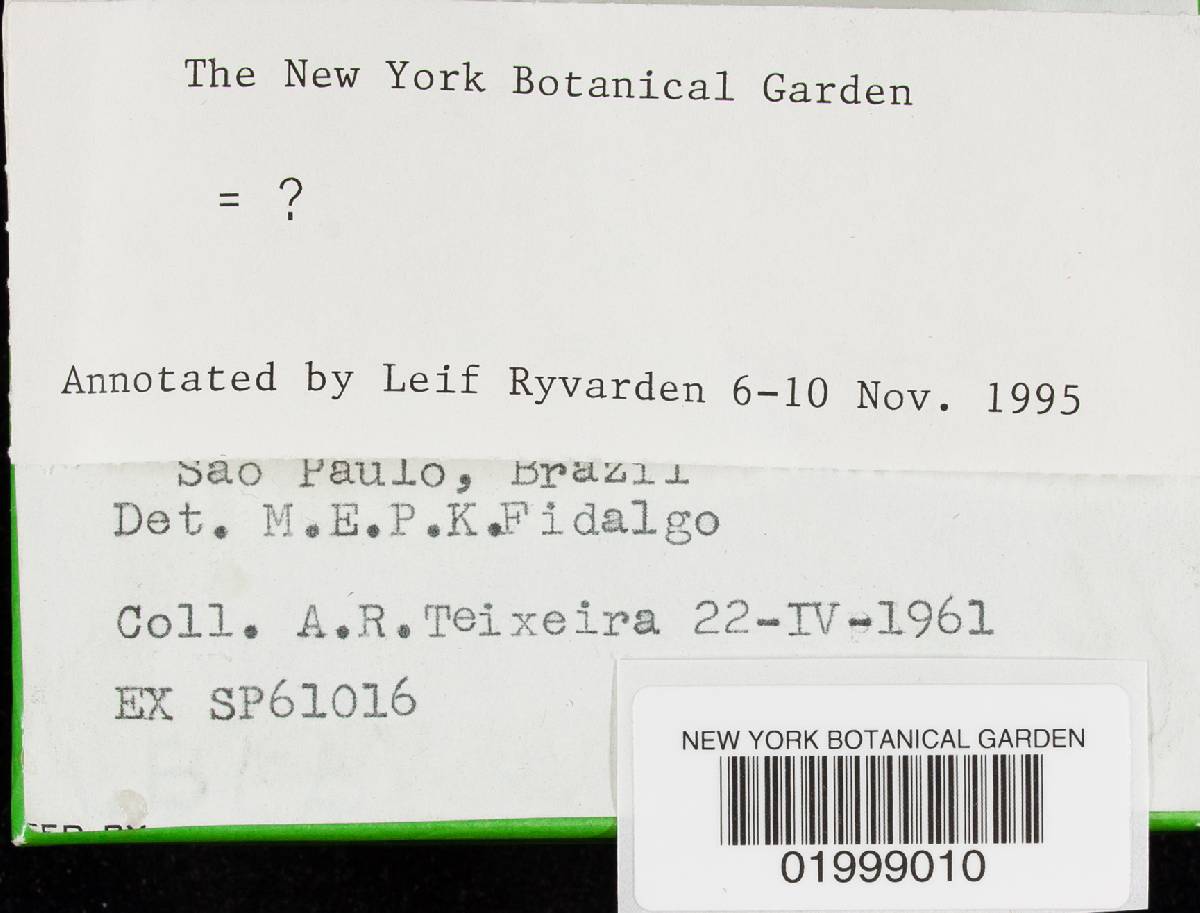 The New York Botanical Garden
= ?
Annotated by Leif Ryvarden 6-10 Nov. 1995
Sao Paulo, Brazil
Det. M.E.P.K.Fidalgo
Coll. A.R.Teixeira 22-IV-1961
EX SP61016
NEW YORK BOTANICAL GARDEN
01999010